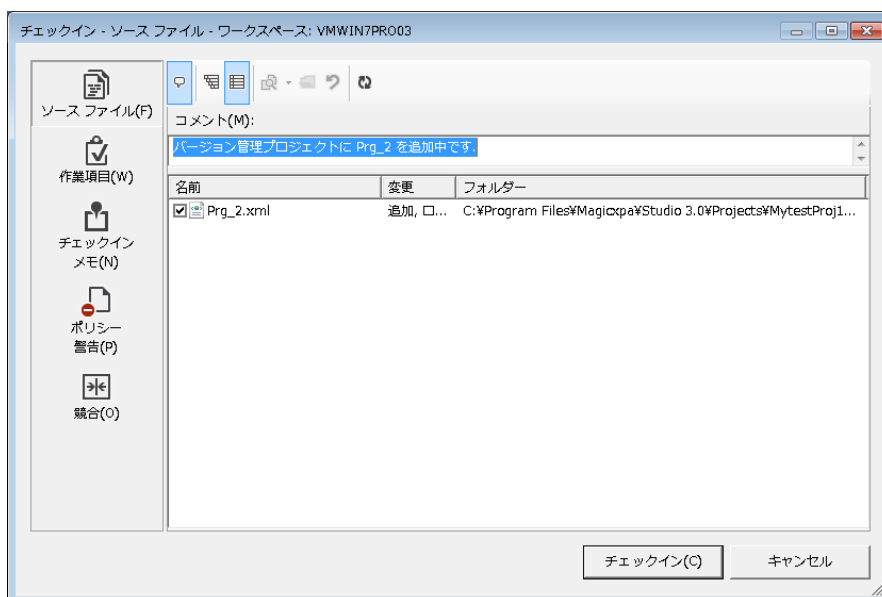 チェックイン - ソース ファイル - ワークスペース: VMWIN7PRO03
ソース ファイル(F)
作業項目(W)
チェックイン
メモ(N)
ポリシー
警告(P)
競合(O)
コメント(M):
バージョン管理プロジェクトに Prg_2 を追加中です.
名前 変更 フォルダー
Prg_2.xml 追加, ロ... C:¥Program Files¥Magicxpa¥Studio 3.0¥Projects¥MytestProj1...
チェックイン(C) キャンセル